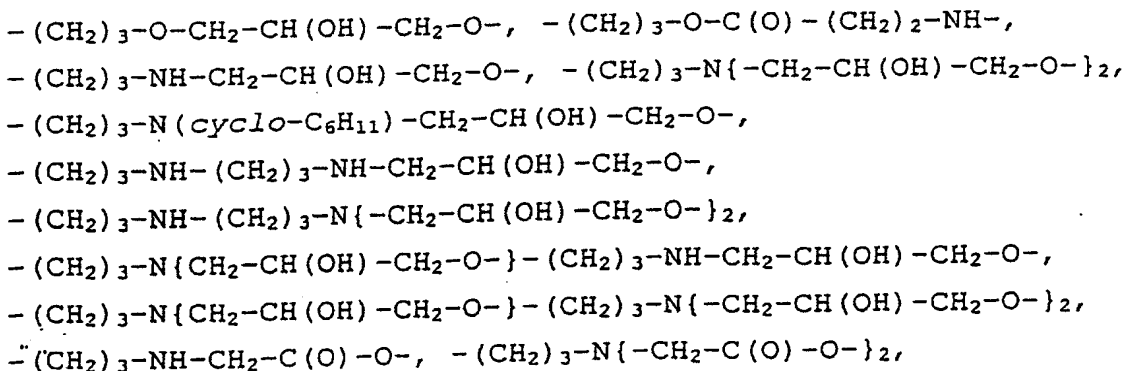 -(CH₂)₃-O-CH₂-CH(OH)-CH₂-O-, -(CH₂)₃-O-C(O)-(CH₂)₂-NH-,
-(CH₂)₃-NH-CH₂-CH(OH)-CH₂-O-, -(CH₂)₃-N{-CH₂-CH(OH)-CH₂-O-}₂,
-(CH₂)₃-N(cyclo-C₆H₁₁)-CH₂-CH(OH)-CH₂-O-,
-(CH₂)₃-NH-(CH₂)₃-NH-CH₂-CH(OH)-CH₂-O-,
-(CH₂)₃-NH-(CH₂)₃-N{-CH₂-CH(OH)-CH₂-O-}₂,
-(CH₂)₃-N{CH₂-CH(OH)-CH₂-O-}-(CH₂)₃-NH-CH₂-CH(OH)-CH₂-O-,
-(CH₂)₃-N{CH₂-CH(OH)-CH₂-O-}-(CH₂)₃-N{-CH₂-CH(OH)-CH₂-O-}₂,
-(CH₂)₃-NH-CH₂-C(O)-O-, -(CH₂)₃-N{-CH₂-C(O)-O-}₂,